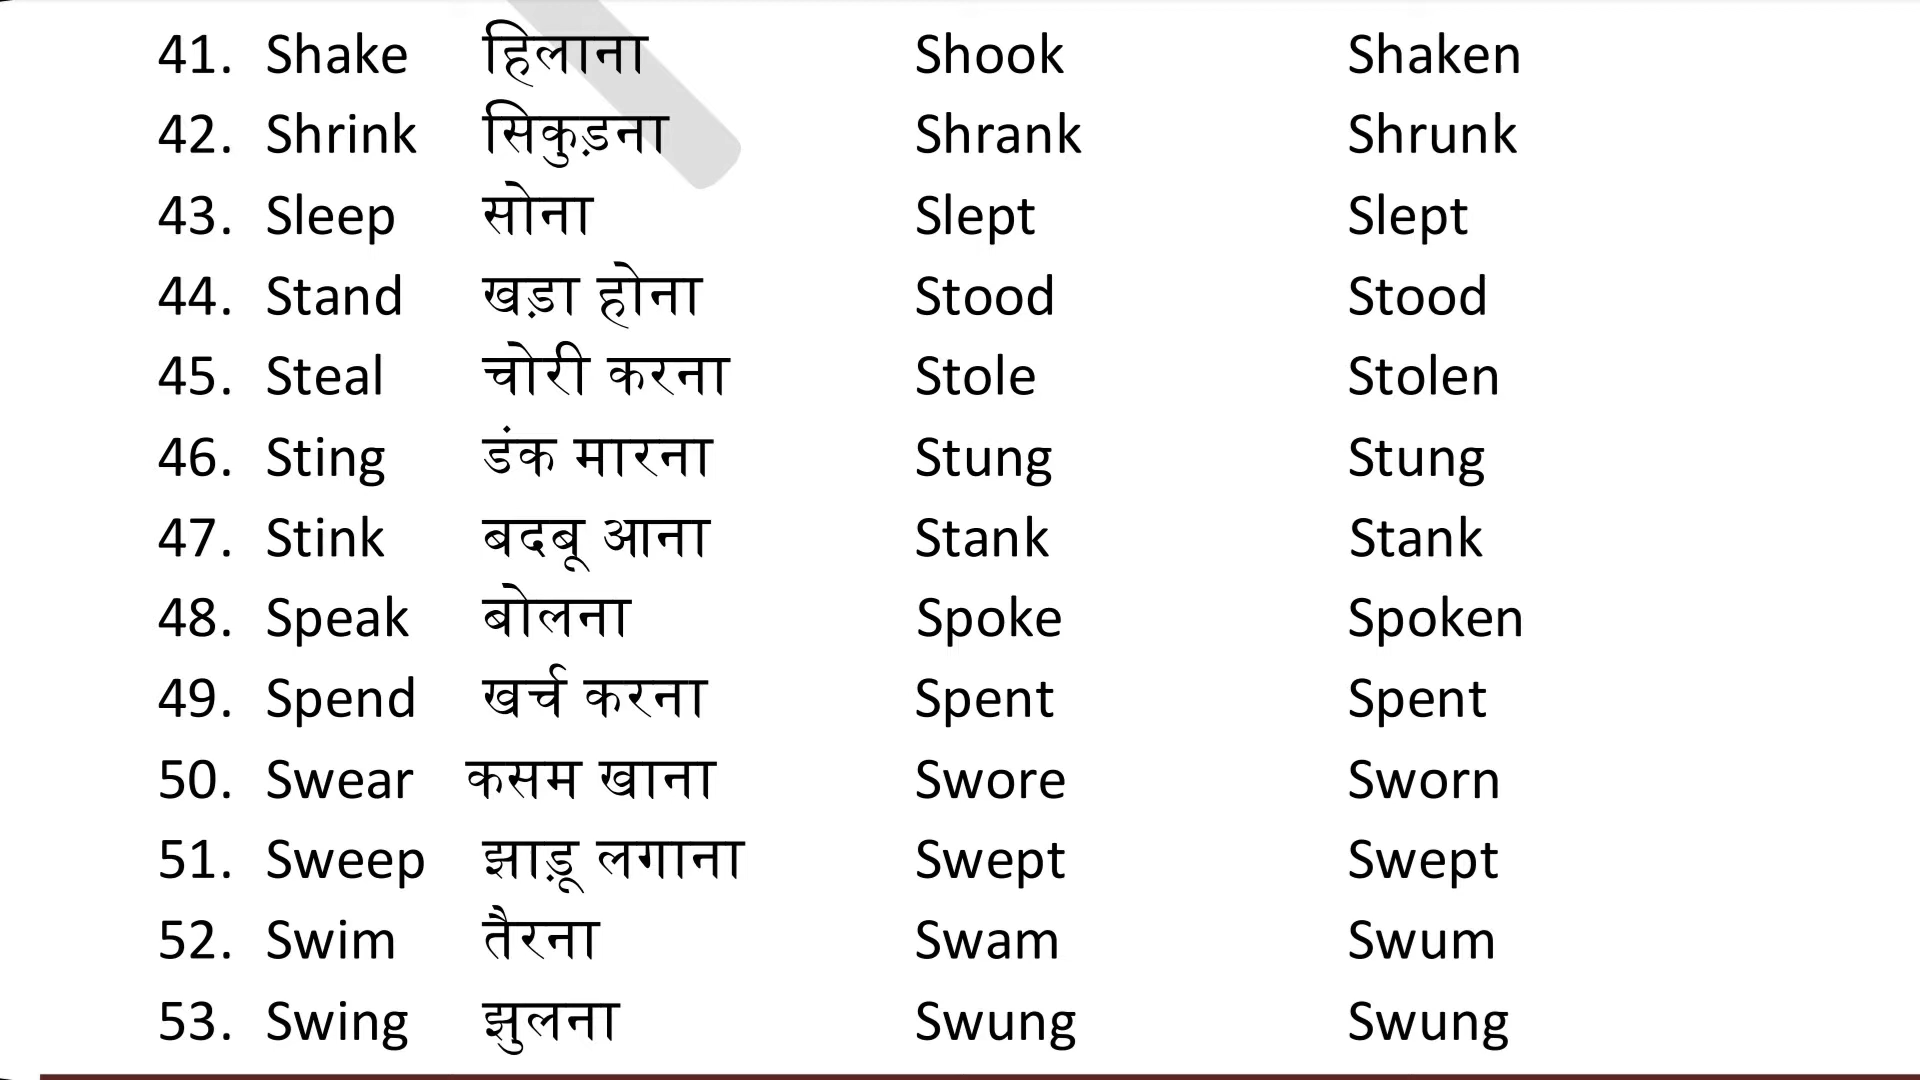 41. Shake हिलाना Shook Shaken
42. Shrink सिकुड़ना Shrank Shrunk
43. Sleep सोना Slept Slept
44. Stand खड़ा होना Stood Stood
45. Steal चोरी करना Stole Stolen
46. Sting डंक मारना Stung Stung
47. Stink बदबू आना Stank Stank
48. Speak बोलना Spoke Spoken
49. Spend खर्च करना Spent Spent
50. Swear कसम खाना Swore Sworn
51. Sweep झाड़ू लगाना Swept Swept
52. Swim तैरना Swam Swum
53. Swing झुलना Swung Swung